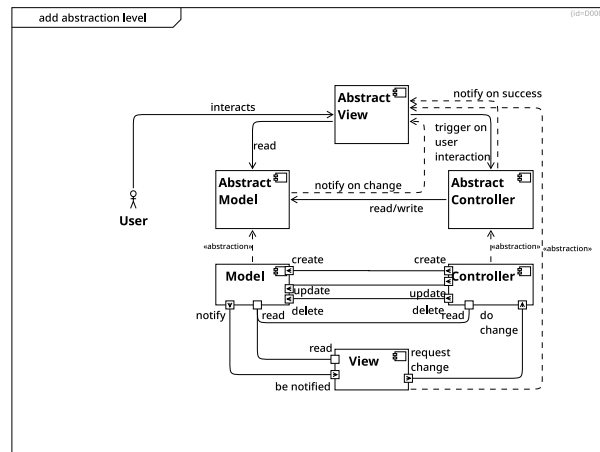 add abstraction level
notify on success
Abstract
View
interacts
trigger on
user
interaction
read
Abstract
Model
notify on change
Abstract
Controller
User
read/write
«abstraction»
«abstraction»
«abstraction»
Model
create
create
Controller
update
update
delete
delete
notify
read
read
do
change
read
View
request
change
be notified